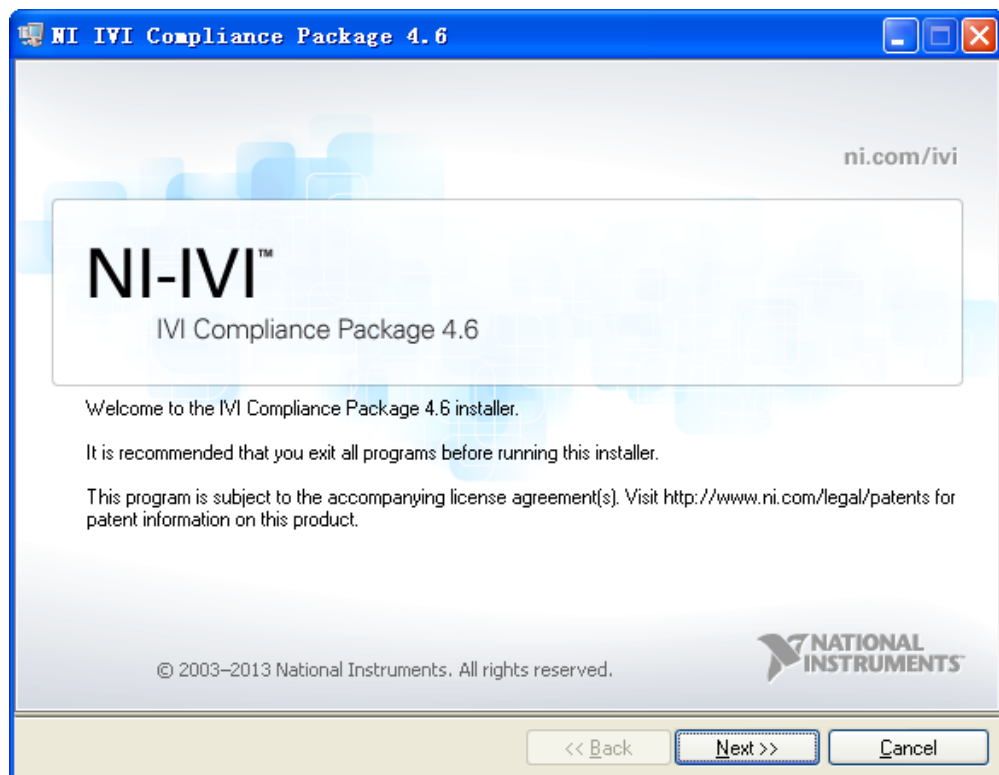 NI IVI Compliance Package 4.6
ni.com/ivi
NI-IVI™
IVI Compliance Package 4.6
Welcome to the IVI Compliance Package 4.6 installer.
It is recommended that you exit all programs before running this installer.
This program is subject to the accompanying license agreement(s). Visit http://www.ni.com/legal/patents for
patent information on this product.
© 2003–2013 National Instruments. All rights reserved.
NATIONAL
INSTRUMENTS™
<< Back
Next >>
Cancel